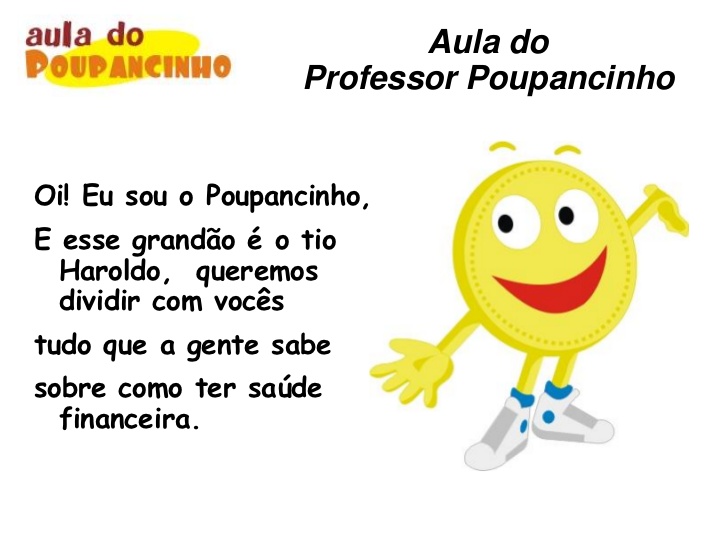 aula do
POUPANCINHO
Aula do
Professor Poupancinho
Oi! Eu sou o Poupancinho,
E esse grandão é o tio
Haroldo, queremos
dividir com vocês
tudo que a gente sabe
sobre como ter saúde
financeira.